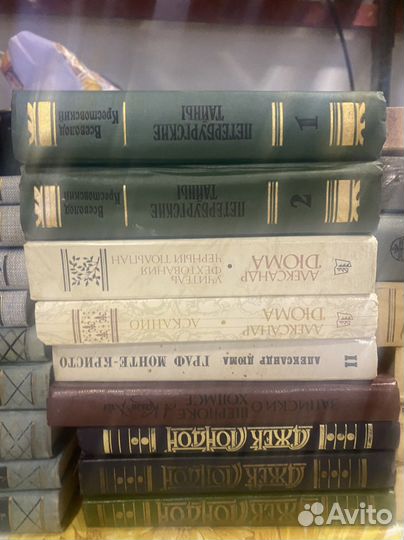 Всеволод
Крестовский
ПЕТЕРБУРГСКИЕ
ТАЙНЫ
1
Всеволод
Крестовский
ПЕТЕРБУРГСКИЕ
ТАЙНЫ
2
АЛЕКСАНДР
ДЮМА
УЧИТЕЛЬ
ФЕХТОВАНИЯ
ЧЕРНЫЙ ТЮЛЬПАН
АЛЕКСАНДР
ДЮМА
АСКАНИО
АЛЕКСАНДР ДЮМА
ГРАФ МОНТЕ-КРИСТО
II
ЗАПИСКИ О
ШЕРЛОКЕ
ХОЛМСЕ
ДЖЕК ЛОНДОН
ДЖЕК ЛОНДОН
ДЖЕК ЛОНДОН
Avito